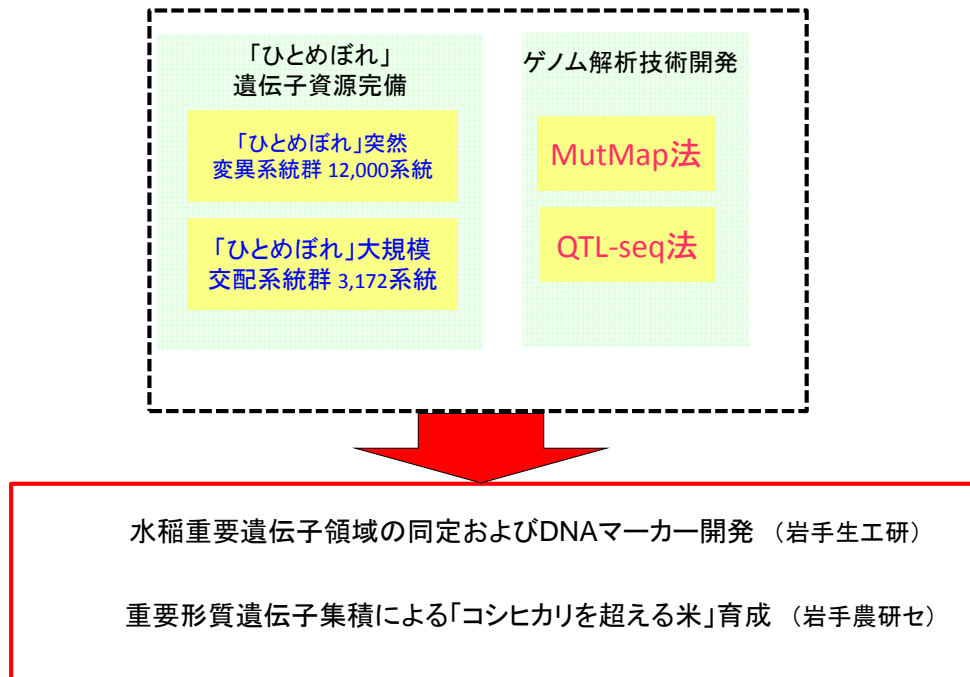 「ひとめぼれ」
遺伝子資源完備
「ひとめぼれ」突然
変異系統群 12,000系統
「ひとめぼれ」大規模
交配系統群 3,172系統
ゲノム解析技術開発
MutMap法
QTL-seq法
水稲重要遺伝子領域の同定およびDNAマーカー開発 （岩手生工研）
重要形質遺伝子集積による「コシヒカリを超える米」育成 （岩手農研セ）